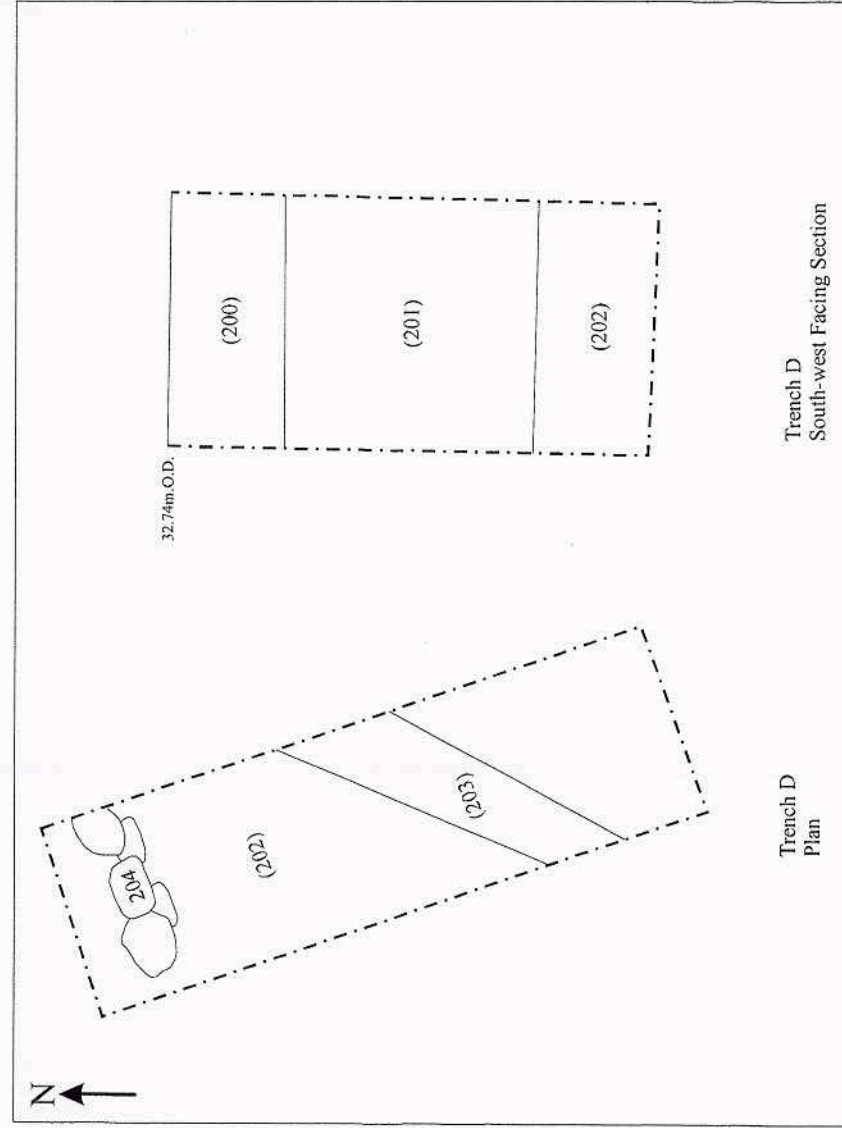 N
204
(202)
(203)
Trench D
Plan
32.74m.O.D.
(200)
(201)
(202)
Trench D
South-west Facing Section